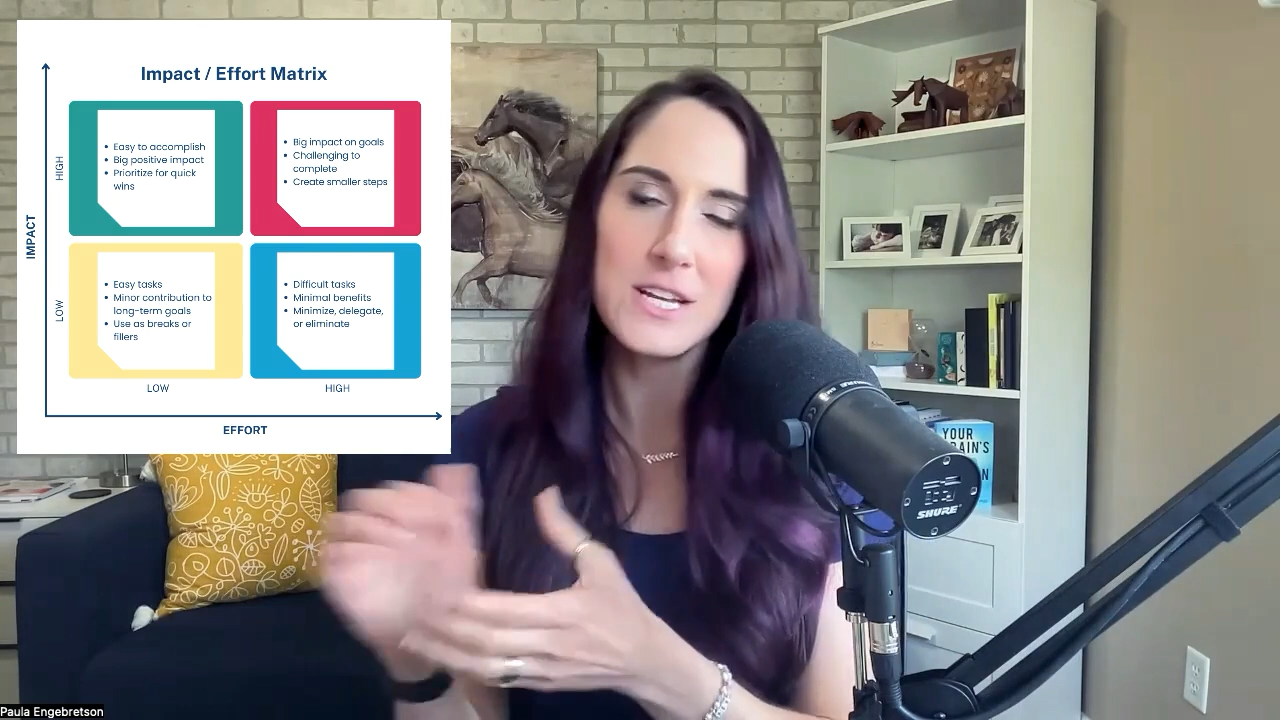 Impact / Effort Matrix
HIGH
IMPACT
LOW
Easy to accomplish
Big positive impact
Prioritize for quick
wins
Big impact on goals
Challenging to
complete
Create smaller steps
Easy tasks
Minor contribution to
long-term goals
Use as breaks or
fillers
Difficult tasks
Minimal benefits
Minimize, delegate,
or eliminate
LOW
HIGH
EFFORT
YOUR
SHURE
Paula Engebretson